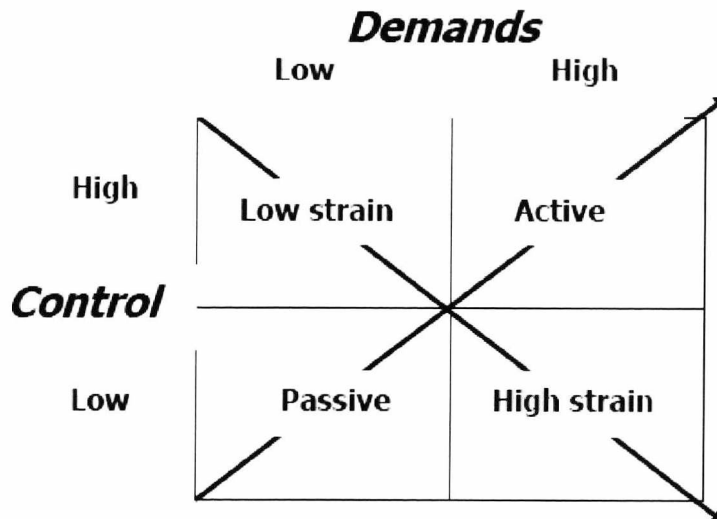 Demands
Low High
High
Low strain Active
Control
Low Passive High strain